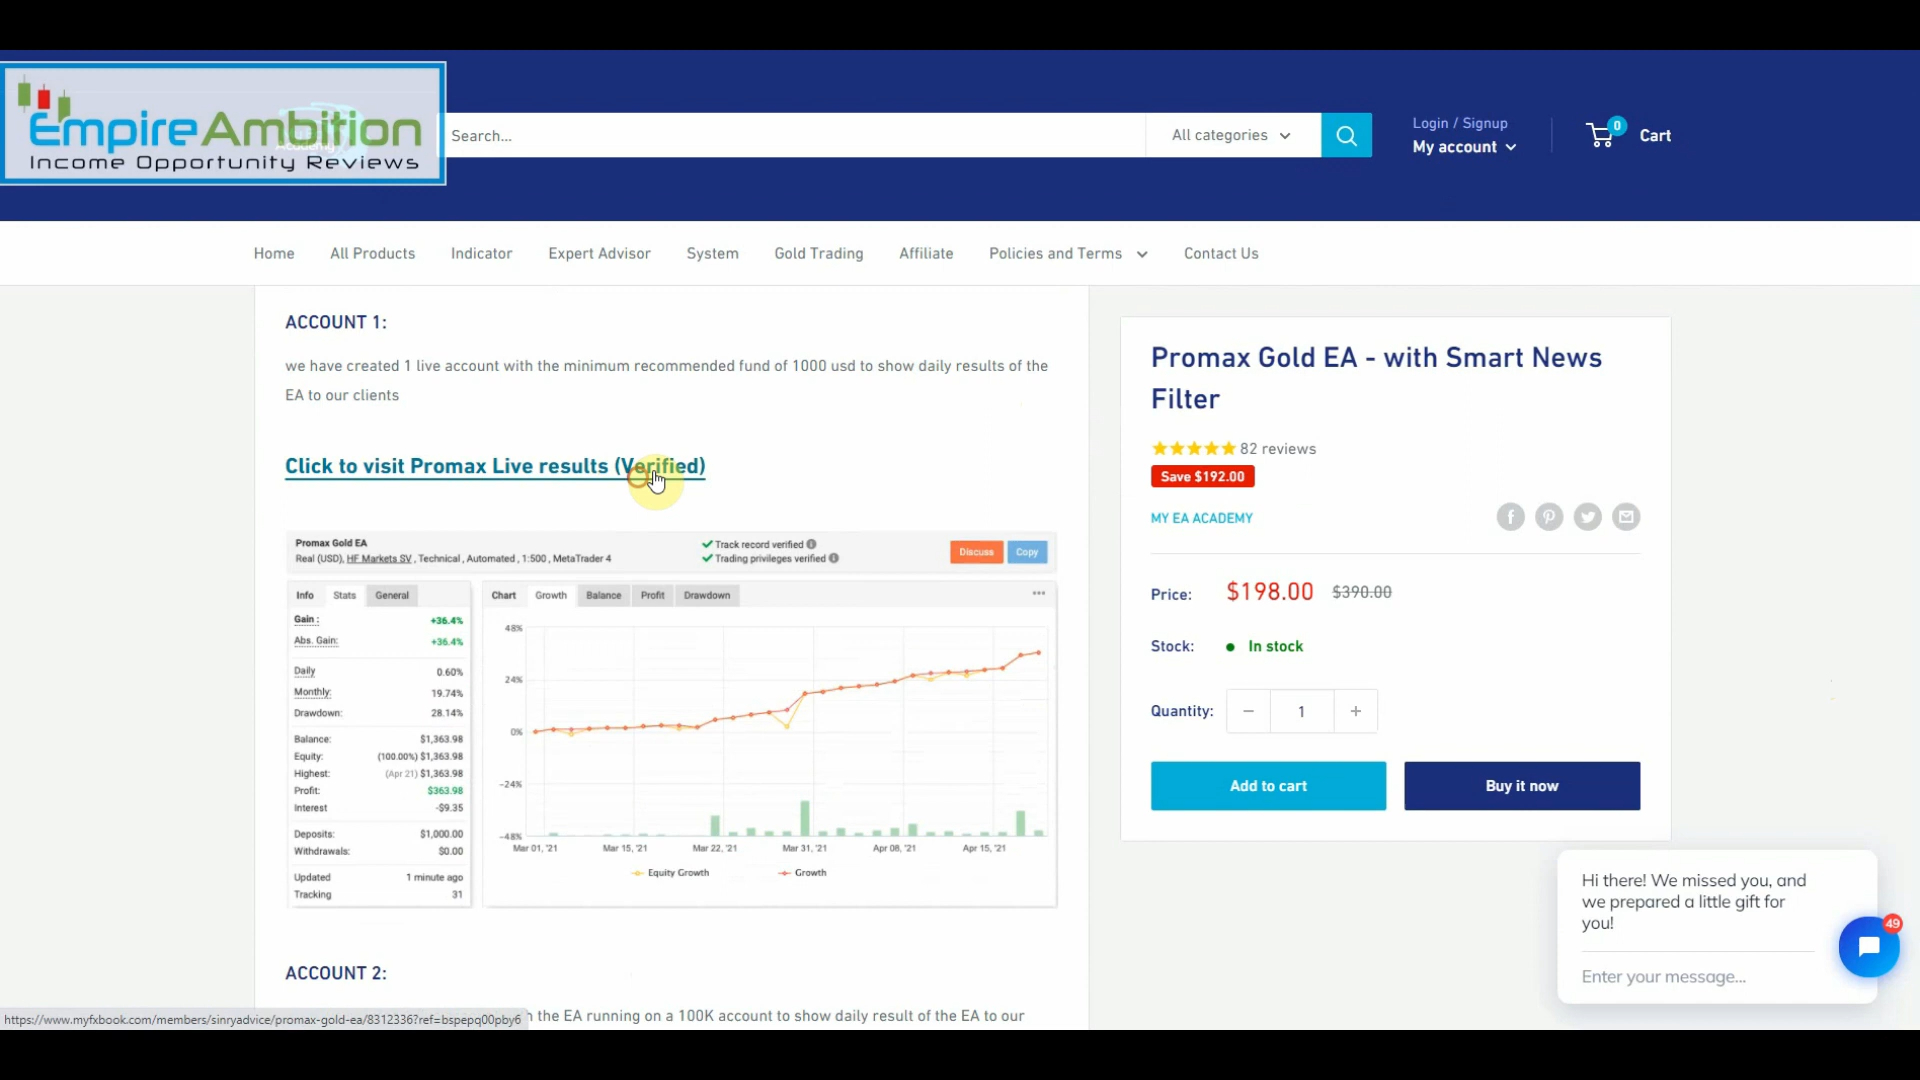 EmpireAmbition
Income Opportunity Reviews
Search...
All categories
Login / Signup
My account
0
Cart
Home
All Products
Indicator
Expert Advisor
System
Gold Trading
Affiliate
Policies and Terms
Contact Us
ACCOUNT 1:
we have created 1 live account with the minimum recommended fund of 1000 usd to show daily results of the
EA to our clients
Click to visit Promax Live results (Verified)
Promax Gold EA
Real (USD), HF Markets SV , Technical , Automated , 1:500 , MetaTrader 4
Track record verified
Trading privileges verified
Discuss
Copy
Info
Stats
General
Gain : +36.4%
Abs. Gain: +36.4%
Daily 0.60%
Monthly: 19.74%
Drawdown: 28.14%
Balance: $1,363.98
Equity: (100.00%) $1,363.98
Highest: (Apr 21) $1,363.98
Profit: $363.98
Interest -$9.35
Deposits: $1,000.00
Withdrawals: $0.00
Updated 1 minute ago
Tracking 31
Chart
Growth
Balance
Profit
Drawdown
48%
24%
0%
-24%
-48%
Mar 01, '21
Mar 15, '21
Mar 22, '21
Mar 31, '21
Apr 08, '21
Apr 15, '21
Equity Growth
Growth
ACCOUNT 2:
the EA running on a 100K account to show daily result of the EA to our
https://www.myfxbook.com/members/sinryadvice/promax-gold-ea/8312336?ref=bspepq00pby6
Promax Gold EA - with Smart News
Filter
82 reviews
Save $192.00
MY EA ACADEMY
Price: $198.00 $390.00
Stock: In stock
Quantity: 1
Add to cart
Buy it now
Hi there! We missed you, and
we prepared a little gift for
you!
Enter your message...
49